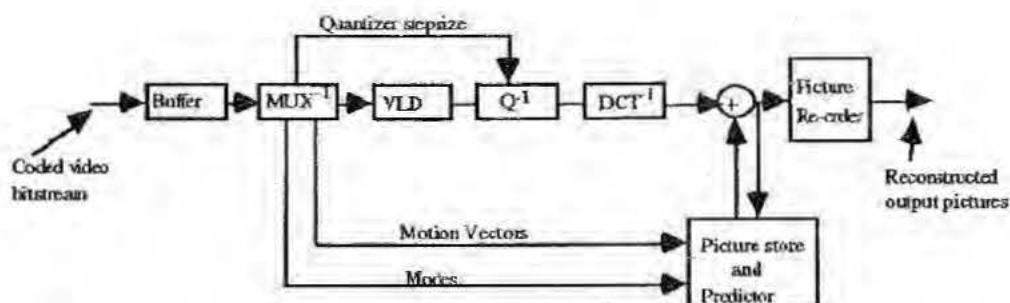 Quantizer stepsize
Buffer
MUX-1
VLD
Q-1
DCT-1
+
Picture
Re-order
Coded video
bitstream
Reconstructed
output pictures
Motion Vectors
Modes
Picture store
and
Predictor